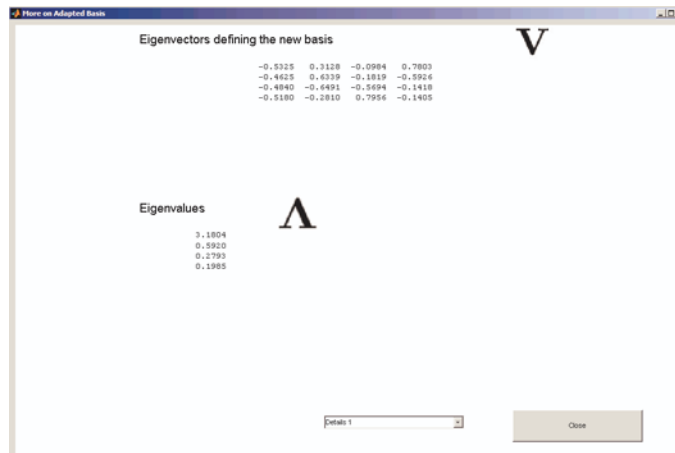 More on Adapted Basis
Eigenvectors defining the new basis
V
-0.5325 0.3128 -0.0984 0.7803
-0.4625 0.6339 -0.1819 -0.5926
-0.4840 -0.6491 -0.5694 -0.1418
-0.5180 -0.2810 0.7956 -0.1405
Eigenvalues
Λ
3.1804
0.5920
0.2793
0.1985
Details 1
Close